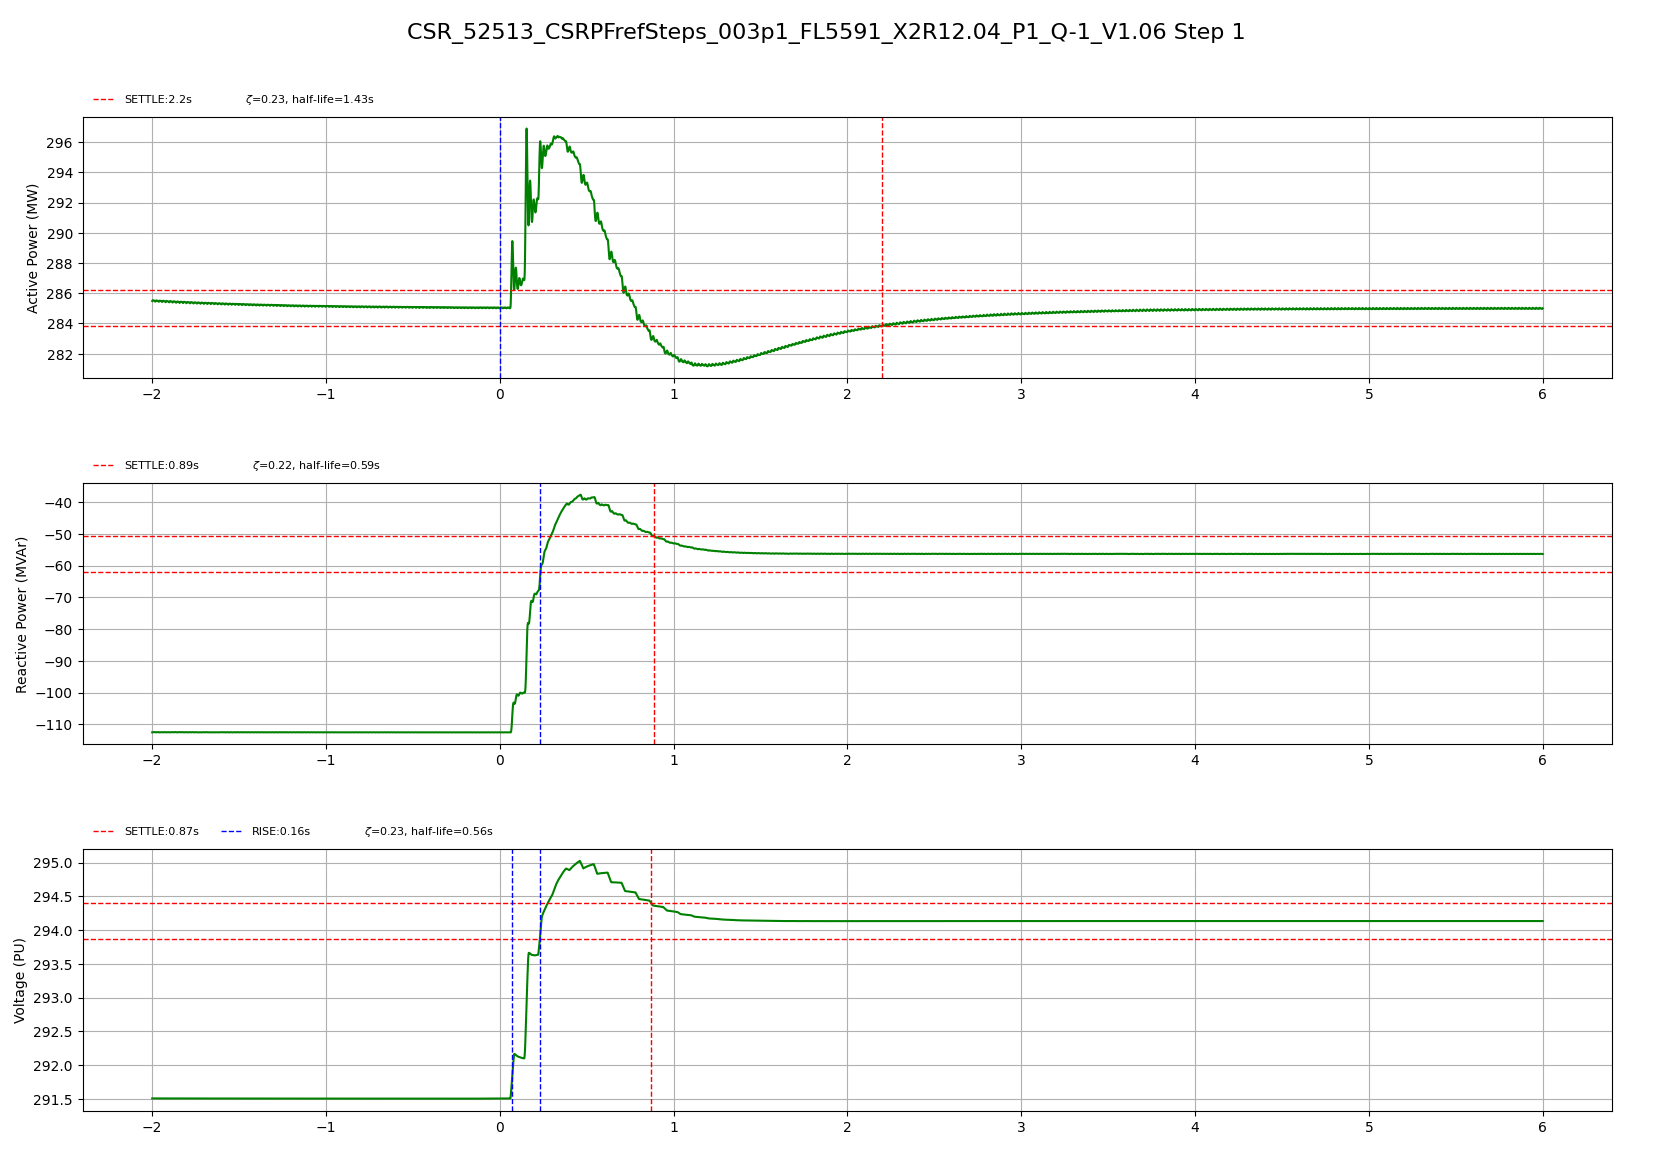 CSR_52513_CSRPFrefSteps_003p1_FL5591_X2R12.04_P1_Q-1_V1.06 Step 1
SETTLE:2.2s ζ=0.23, half-life=1.43s
Active Power (MW)
296
294
292
290
288
286
284
282
−2 −1 0 1 2 3 4 5 6
SETTLE:0.89s ζ=0.22, half-life=0.59s
Reactive Power (MVAr)
−40
−50
−60
−70
−80
−90
−100
−110
−2 −1 0 1 2 3 4 5 6
SETTLE:0.87s RISE:0.16s ζ=0.23, half-life=0.56s
Voltage (PU)
295.0
294.5
294.0
293.5
293.0
292.5
292.0
291.5
−2 −1 0 1 2 3 4 5 6